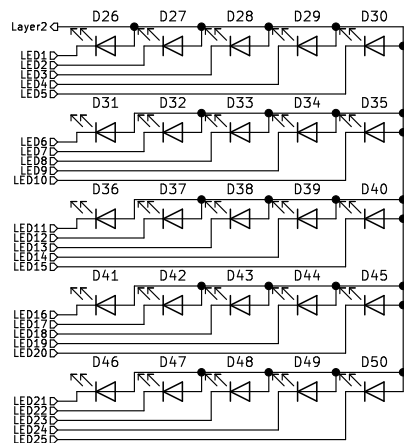 D26 D27 D28 D29 D30
Layer2
LED1
LED2
LED3
LED4
LED5
D31 D32 D33 D34 D35
LED6
LED7
LED8
LED9
LED10
D36 D37 D38 D39 D40
LED11
LED12
LED13
LED14
LED15
D41 D42 D43 D44 D45
LED16
LED17
LED18
LED19
LED20
D46 D47 D48 D49 D50
LED21
LED22
LED23
LED24
LED25